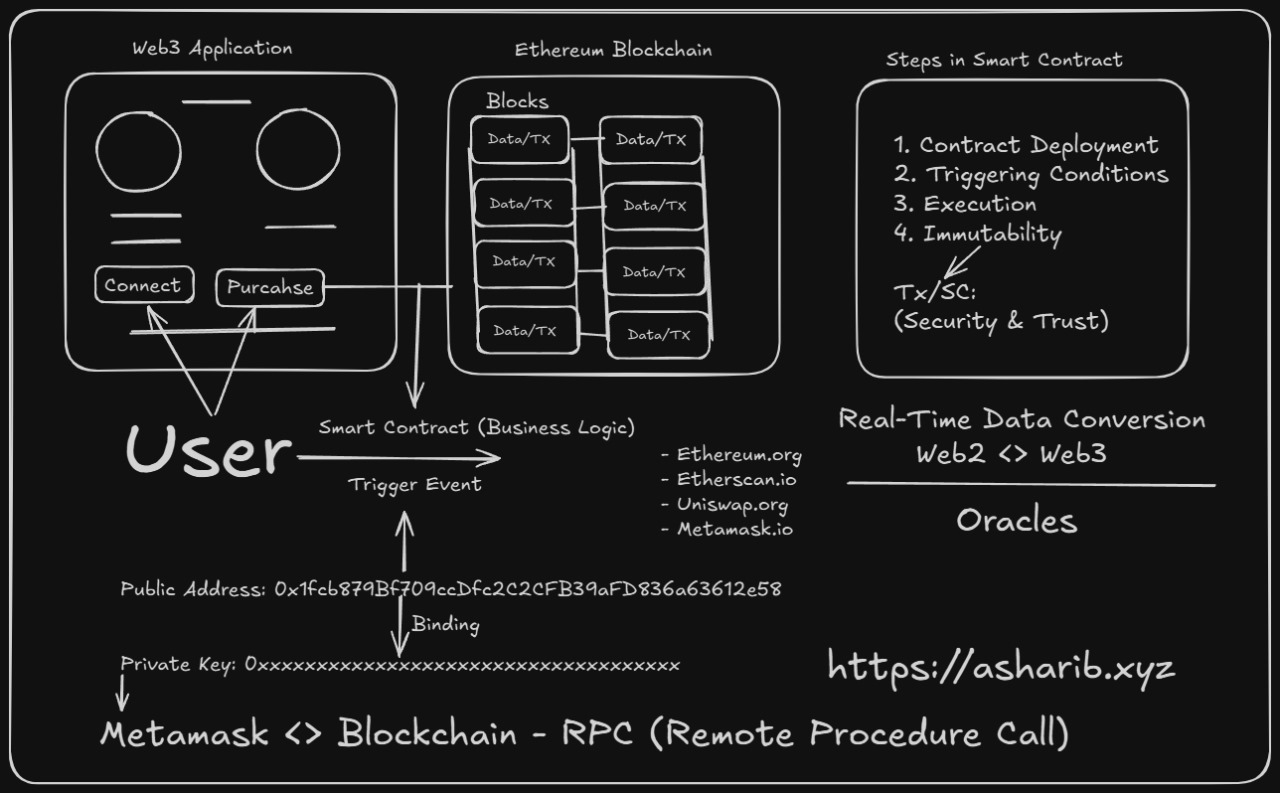 Web3 Application
Connect
Purcahse
Ethereum Blockchain
Blocks
Data/TX
Data/TX
Data/TX
Data/TX
Data/TX
Data/TX
Data/TX
Data/TX
Steps in Smart Contract
1. Contract Deployment
2. Triggering Conditions
3. Execution
4. Immutability
Tx/SC:
(Security & Trust)
User
Smart Contract (Business Logic)
Trigger Event
- Ethereum.org
- Etherscan.io
- Uniswap.org
- Metamask.io
Real-Time Data Conversion
Web2 <> Web3
Oracles
Public Address: 0x1fcb879Bf709ccDfc2C2CFB39aFD836a63612e58
Binding
Private Key: 0xxxxxxxxxxxxxxxxxxxxxxxxxxxxxxxxxxxx
https://asharib.xyz
Metamask <> Blockchain - RPC (Remote Procedure Call)